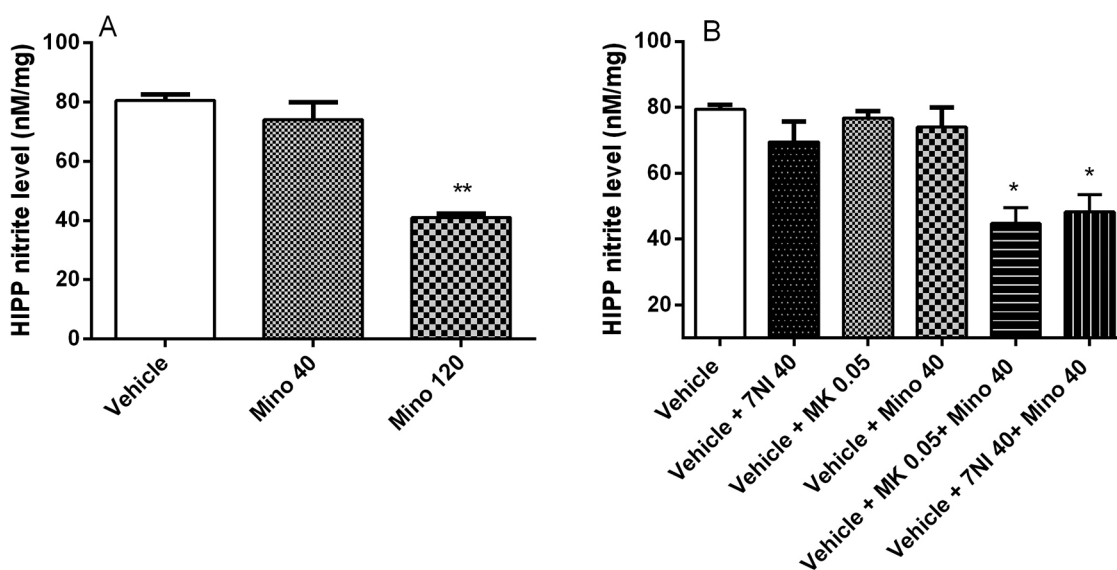 A
HIPP nitrite level (nM/mg)
100
80
60
40
20
0
**
Vehicle
Mino 40
Mino 120
B
HIPP nitrite level (nM/mg)
100
80
60
40
20
*
*
Vehicle
Vehicle + 7NI 40
Vehicle + MK 0.05
Vehicle + Mino 40
Vehicle + MK 0.05+ Mino 40
Vehicle + 7NI 40+ Mino 40